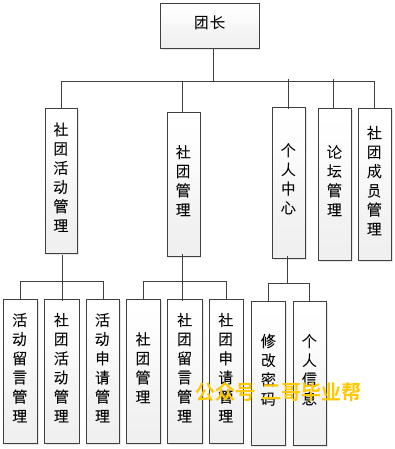 团长
社团活动管理
社团管理
个人中心
论坛管理
社团成员管理
活动留言管理
社团活动管理
活动申请管理
社团管理
社团留言管理
社团申请管理
修改密码
个人信息
公众号 二哥毕业帮